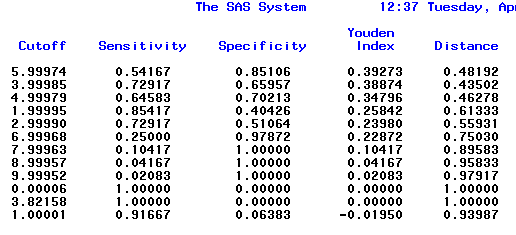 The SAS System 12:37 Tuesday, Apr
Youden
Cutoff Sensitivity Specificity Index Distance
5.99974 0.54167 0.85106 0.39273 0.48192
3.99985 0.72917 0.65957 0.38874 0.43502
4.99979 0.64583 0.70213 0.34796 0.46278
1.99995 0.85417 0.40426 0.25842 0.61333
2.99990 0.72917 0.51064 0.23980 0.55931
6.99968 0.25000 0.97872 0.22872 0.75030
7.99963 0.10417 1.00000 0.10417 0.89583
8.99957 0.04167 1.00000 0.04167 0.95833
9.99952 0.02083 1.00000 0.02083 0.97917
0.00006 1.00000 0.00000 0.00000 1.00000
3.82158 1.00000 0.00000 0.00000 1.00000
1.00001 0.91667 0.06383 -0.01950 0.93987